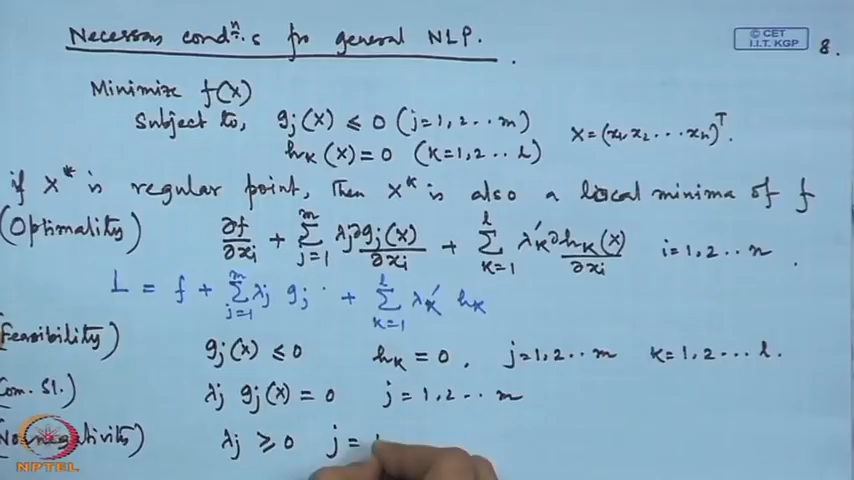 Necessary condⁿ.s for general NLP.
© CET
I.I.T. KGP
8.
Minimize f(X)
Subject to, gj(X) ≤ 0 (j=1,2..m)
hK(X)=0 (K=1,2..l)
X=(x1,x2....xn)ᵀ.
if X* is regular point, Then X* is also a local minima of f
(Optimality) ∂f/∂xi + Σ_{j=1}^{m} λj ∂gj(X)/∂xi + Σ_{K=1}^{l} λ'K ∂hK(X)/∂xi i=1,2..n
L = f + Σ_{j=1}^{m} λj gj + Σ_{K=1}^{l} λ'K hK
Feasibility) gj(X) ≤ 0 hK = 0, j=1,2..m K=1,2...l.
(Com. Sl.) λj gj(X) = 0 j=1,2...m
(Nonnegativity) λj ≥ 0 j=
NPTEL